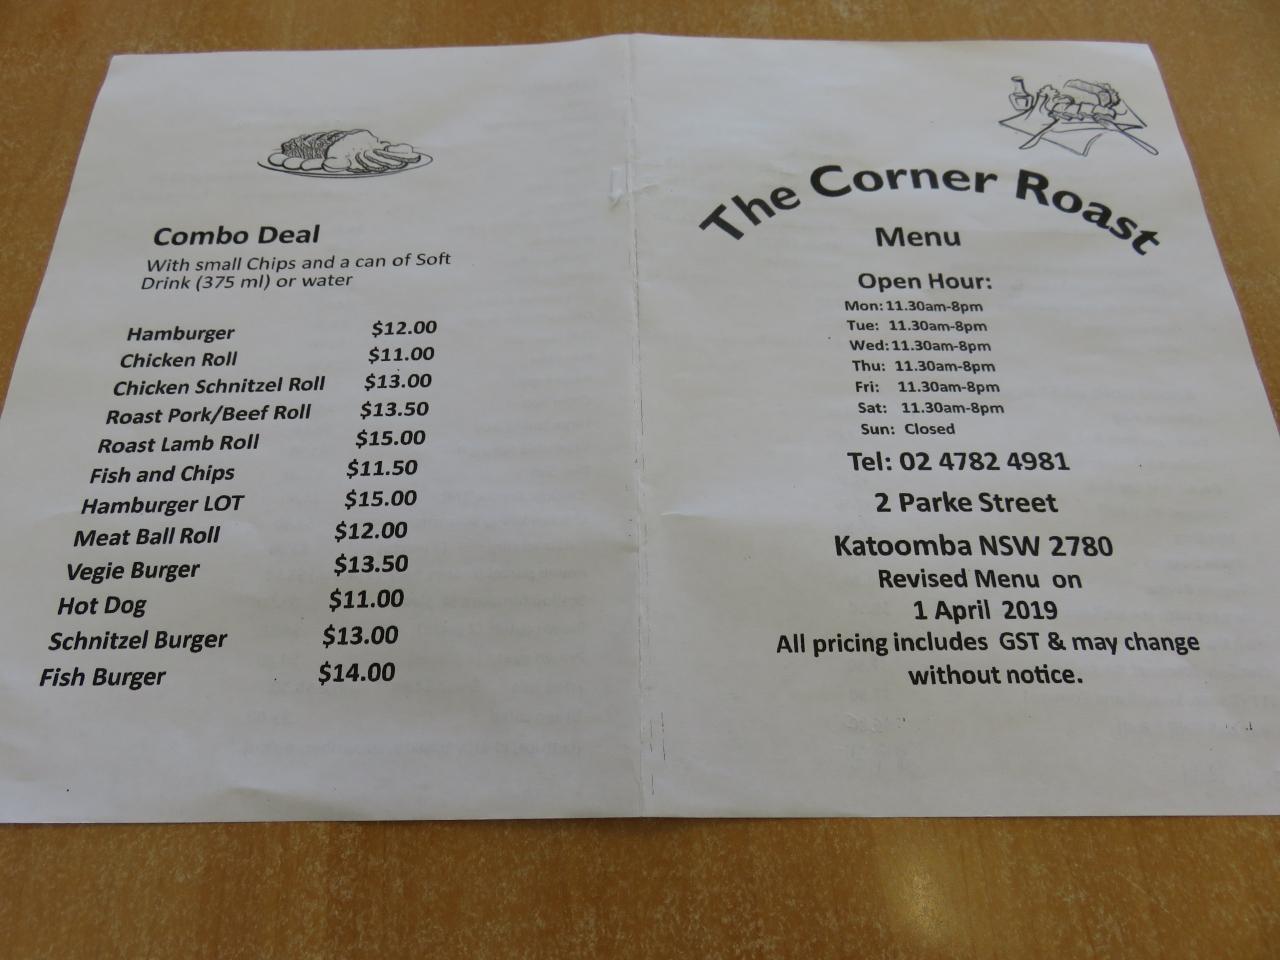 Combo Deal
With small Chips and a can of Soft
Drink (375 ml) or water
Hamburger $12.00
Chicken Roll $11.00
Chicken Schnitzel Roll $13.00
Roast Pork/Beef Roll $13.50
Roast Lamb Roll $15.00
Fish and Chips $11.50
Hamburger LOT $15.00
Meat Ball Roll $12.00
Vegie Burger $13.50
Hot Dog $11.00
Schnitzel Burger $13.00
Fish Burger $14.00
The Corner Roast
Menu
Open Hour:
Mon: 11.30am-8pm
Tue: 11.30am-8pm
Wed: 11.30am-8pm
Thu: 11.30am-8pm
Fri: 11.30am-8pm
Sat: 11.30am-8pm
Sun: Closed
Tel: 02 4782 4981
2 Parke Street
Katoomba NSW 2780
Revised Menu on
1 April 2019
All pricing includes GST & may change
without notice.